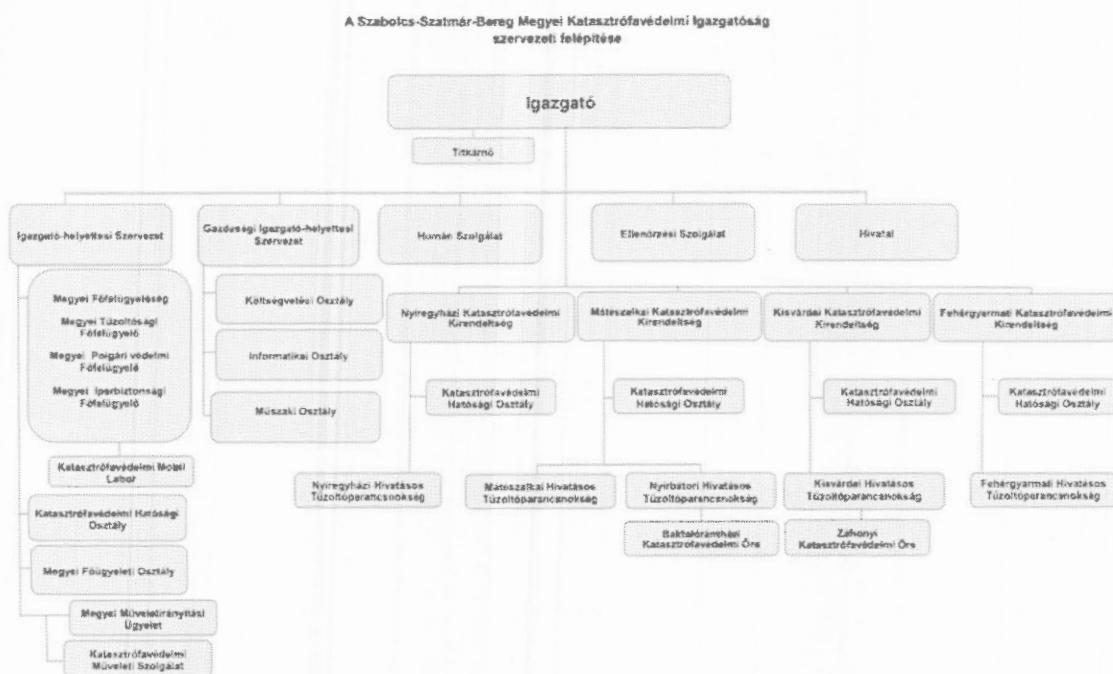 A Szabolcs-Szatmár-Bereg Megyei Katasztrófavédelmi Igazgatóság
szervezeti felépítése
Igazgató
Titkárnő
Igazgató-helyettesi Szervezet
Gazdasági Igazgató-helyettesi
Szervezet
Humán Szolgálat
Ellenőrzési Szolgálat
Hivatal
Megyei Főfelügyelőség
Megyei Tűzoltósági
Főfelügyelő
Megyei Polgári védelmi
Főfelügyelő
Megyei Iparbiztonsági
Főfelügyelő
Katasztrófavédelmi Mobil
Labor
Katasztrófavédelmi Hatósági
Osztály
Megyei Főügyeleti Osztály
Megyei Műveletirányítási
Ügyelet
Katasztrófavédelmi
Műveleti Szolgálat
Költségvetési Osztály
Informatikai Osztály
Műszaki Osztály
Nyíregyházi Katasztrófavédelmi
Kirendeltség
Katasztrófavédelmi
Hatósági Osztály
Nyíregyházi Hivatásos
Tűzoltóparancsnokság
Mátészalkai Katasztrófavédelmi
Kirendeltség
Katasztrófavédelmi
Hatósági Osztály
Mátészalkai Hivatásos
Tűzoltóparancsnokság
Nyírbátori Hivatásos
Tűzoltóparancsnokság
Baktalórántházi
Katasztrófavédelmi Őrs
Kisvárdai Katasztrófavédelmi
Kirendeltség
Katasztrófavédelmi
Hatósági Osztály
Kisvárdai Hivatásos
Tűzoltóparancsnokság
Záhonyi
Katasztrófavédelmi Őrs
Fehérgyarmati Katasztrófavédelmi
Kirendeltség
Katasztrófavédelmi
Hatósági Osztály
Fehérgyarmati Hivatásos
Tűzoltóparancsnokság